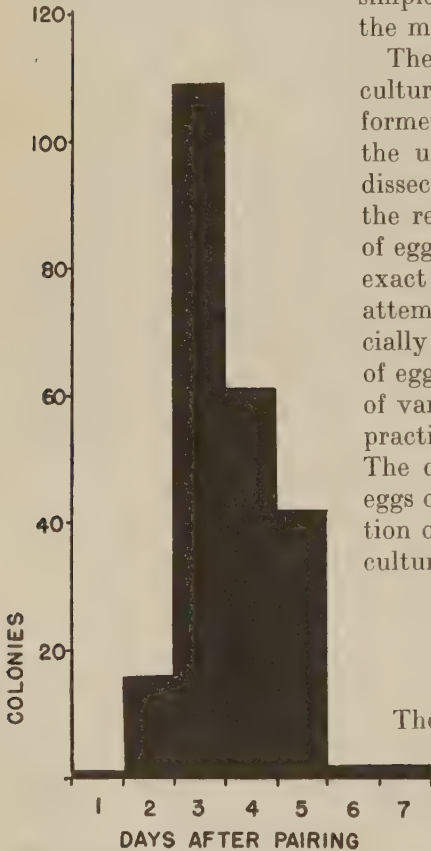 120
100
80
60
40
20
COLONIES
1 2 3 4 5 6 7
DAYS AFTER PAIRING
simple
the m
The
cultur
forme
the u
dissec
the re
of egg
exact
attem
cially
of egg
of var
practi
The
eggs
tion
cultur
The